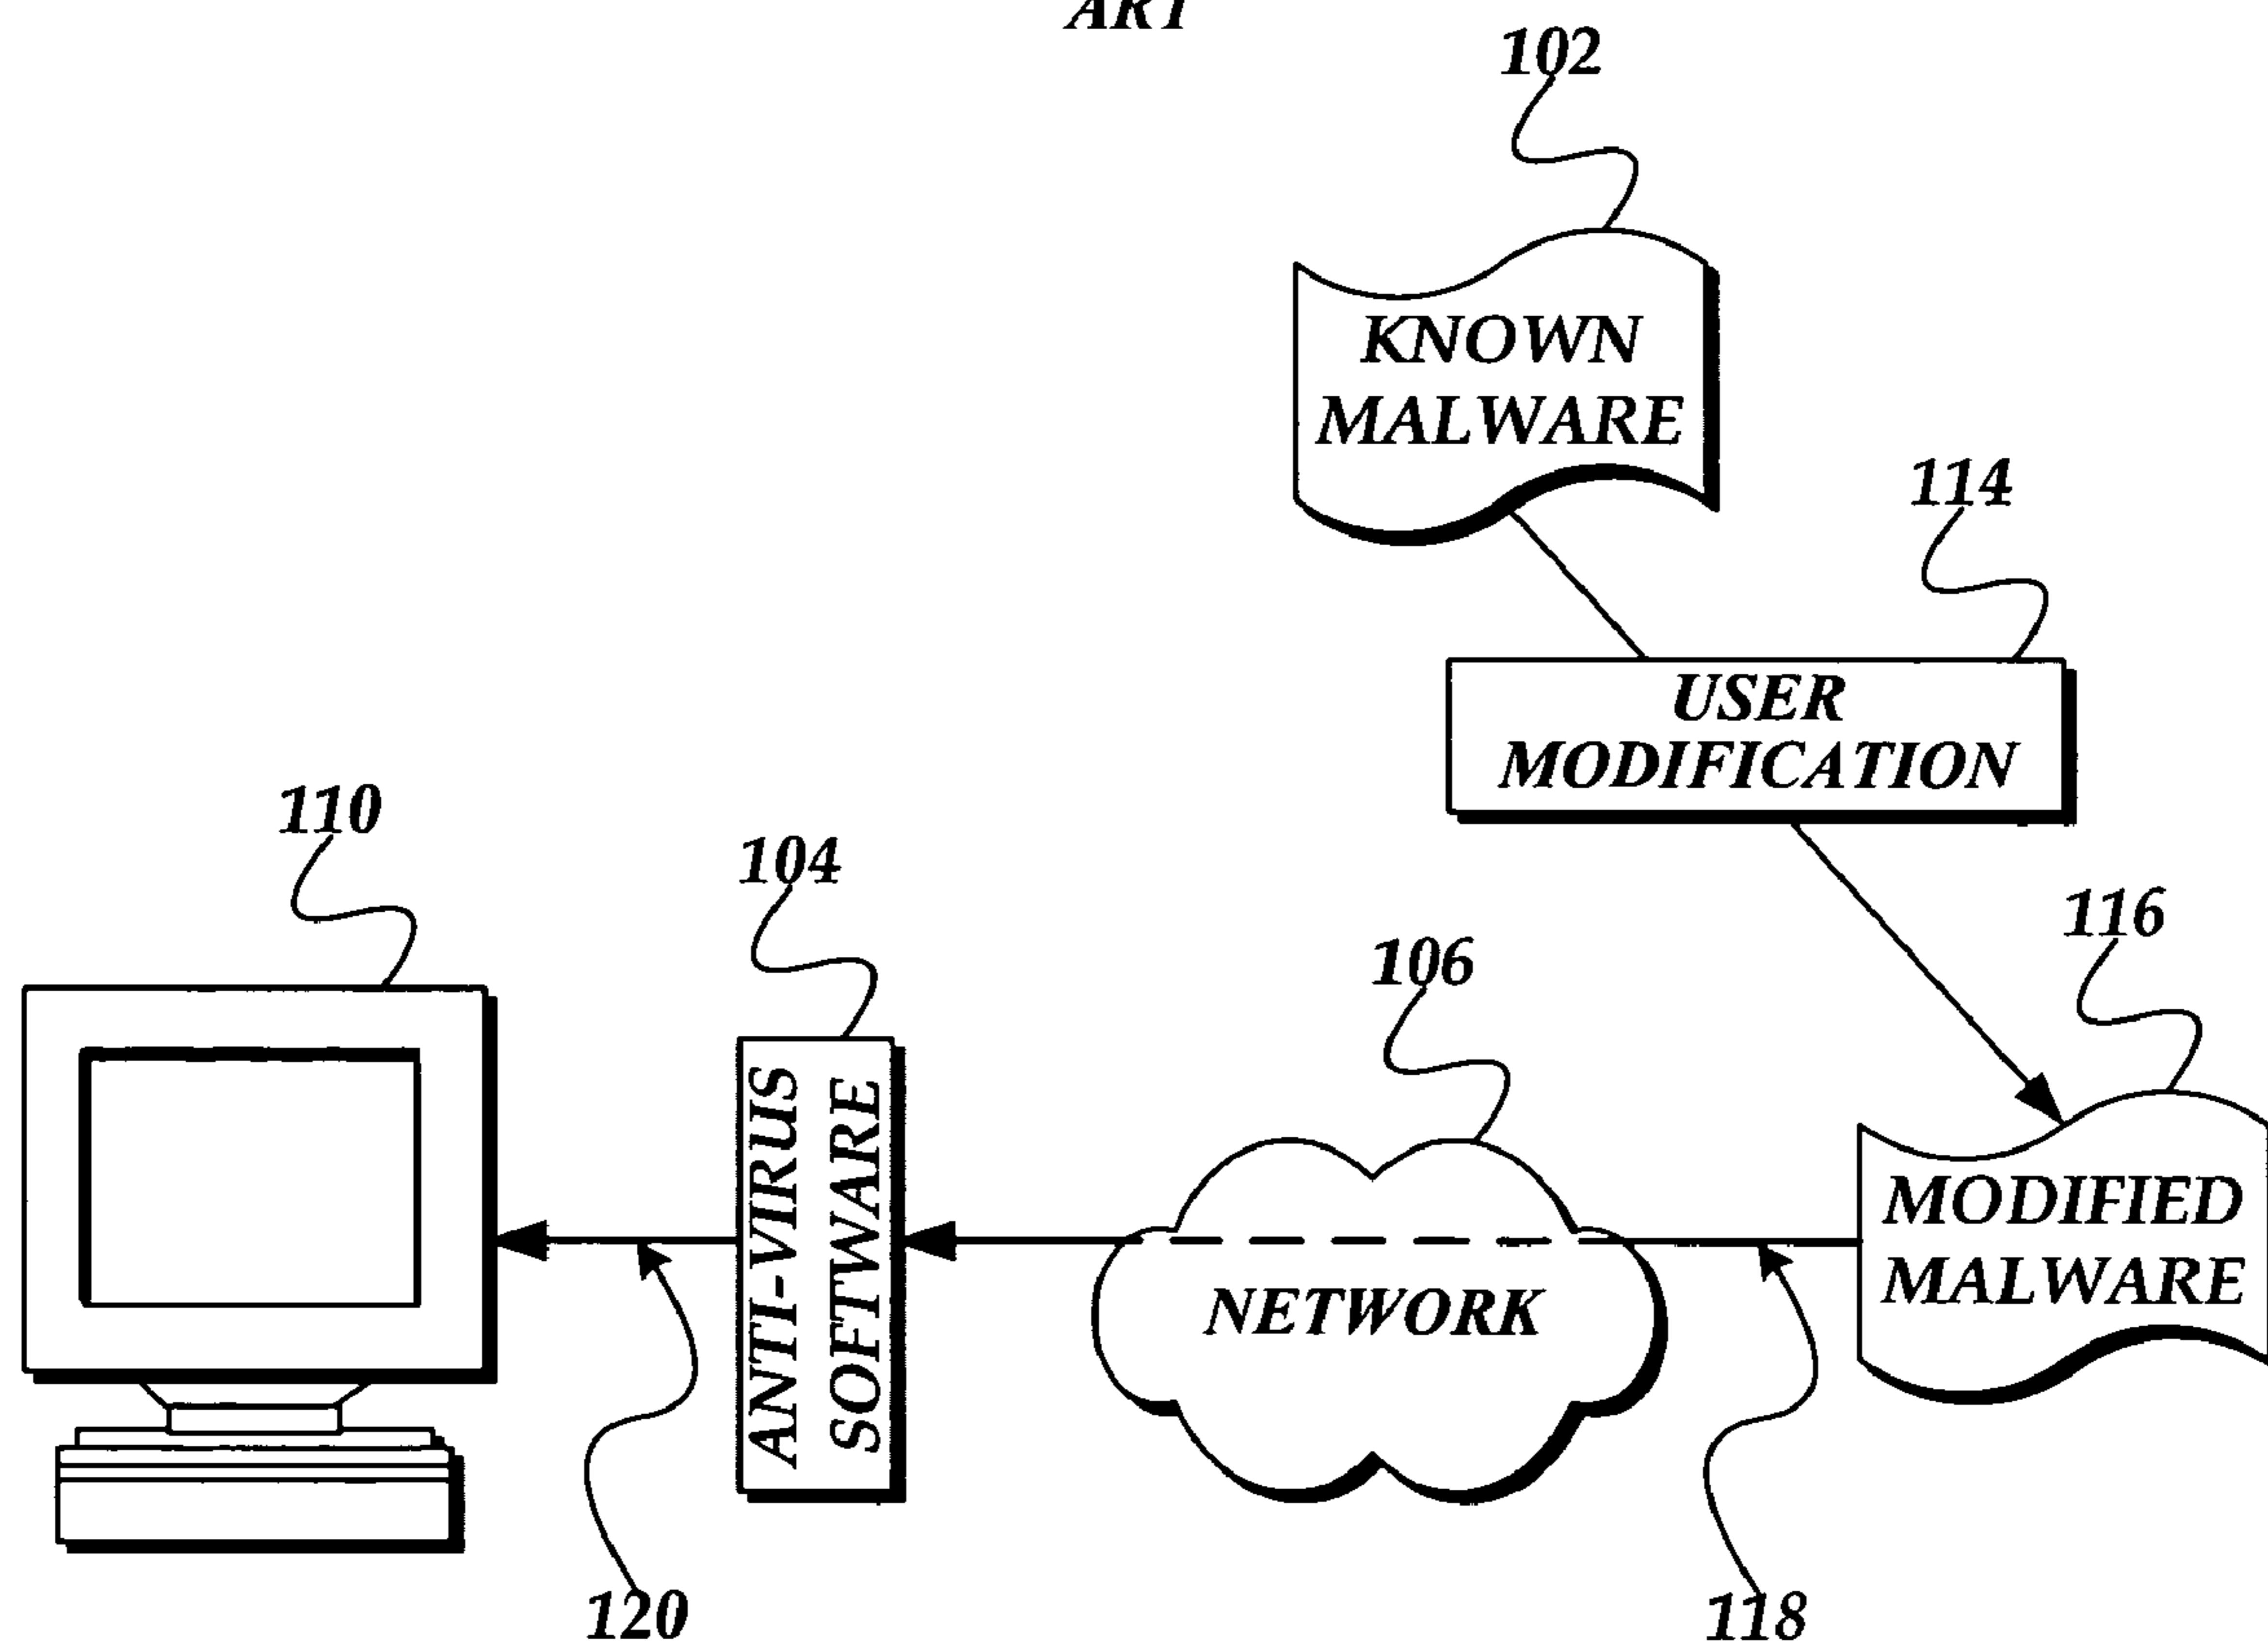 ART
102
KNOWN
MALWARE
114
USER
MODIFICATION
110
104
106
116
ANTI-VIRUS
SOFTWARE
NETWORK
MODIFIED
MALWARE
120
118